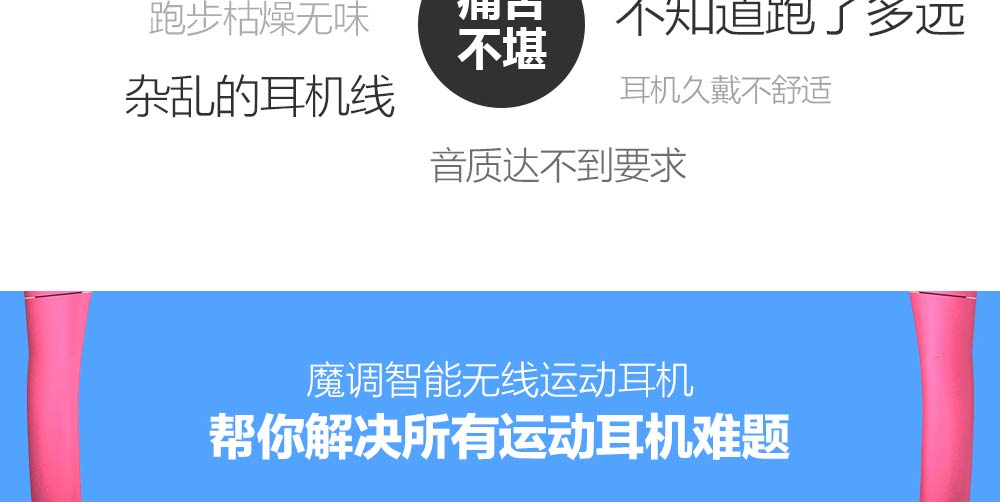 跑步枯燥无味
痛苦
不堪
不知道跑了多远
杂乱的耳机线
耳机久戴不舒适
音质达不到要求
魔调智能无线运动耳机
帮你解决所有运动耳机难题